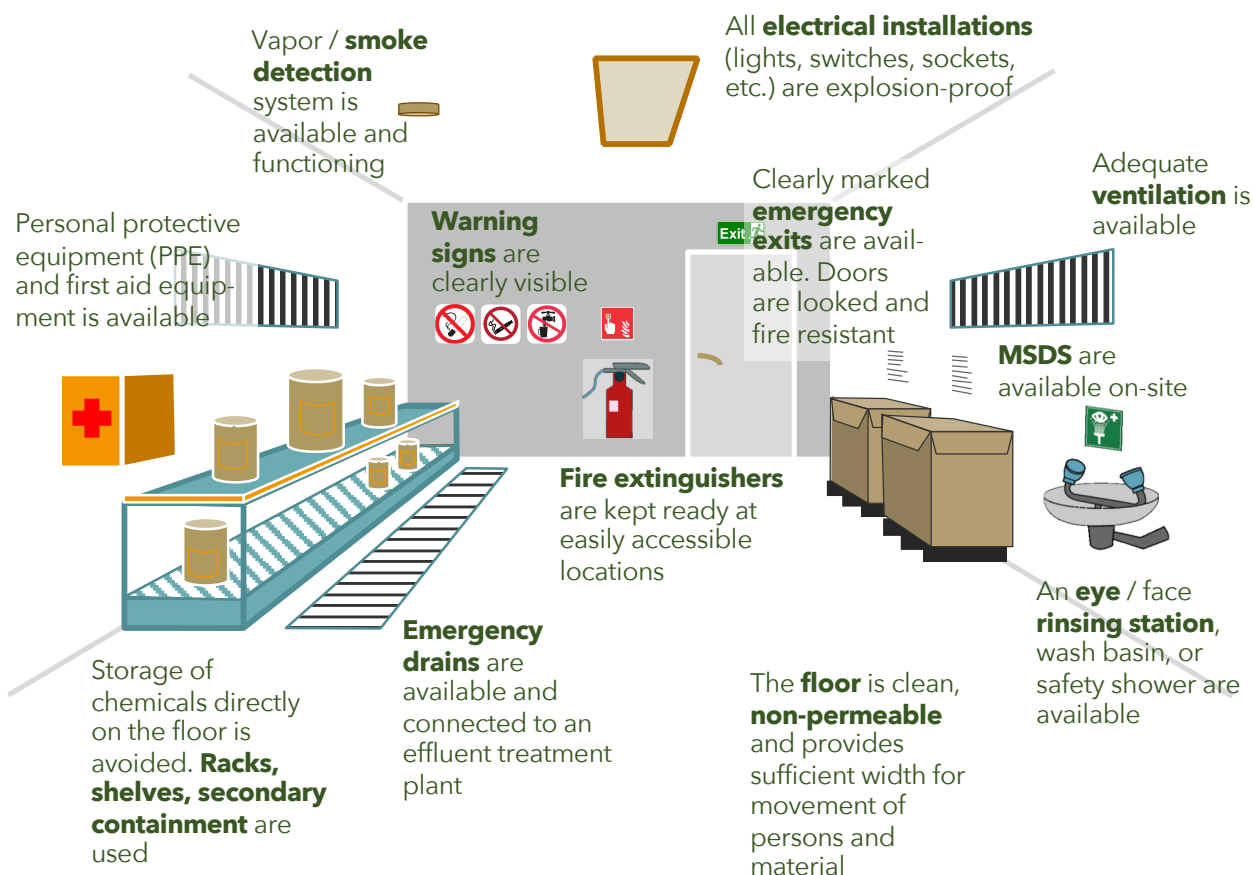 Vapor / smoke
detection
system is
available and
functioning
All electrical installations
(lights, switches, sockets,
etc.) are explosion-proof
Personal protective
equipment (PPE)
and first aid equip-
ment is available
Warning
signs are
clearly visible
Exit
Clearly marked
emergency
exits are avail-
able. Doors
are looked and
fire resistant
Adequate
ventilation is
available
MSDS are
available on-site
Fire extinguishers
are kept ready at
easily accessible
locations
An eye / face
rinsing station,
wash basin, or
safety shower are
available
Storage of
chemicals directly
on the floor is
avoided. Racks,
shelves, secondary
containment are
used
Emergency
drains are
available and
connected to an
effluent treatment
plant
The floor is clean,
non-permeable
and provides
sufficient width for
movement of
persons and
material